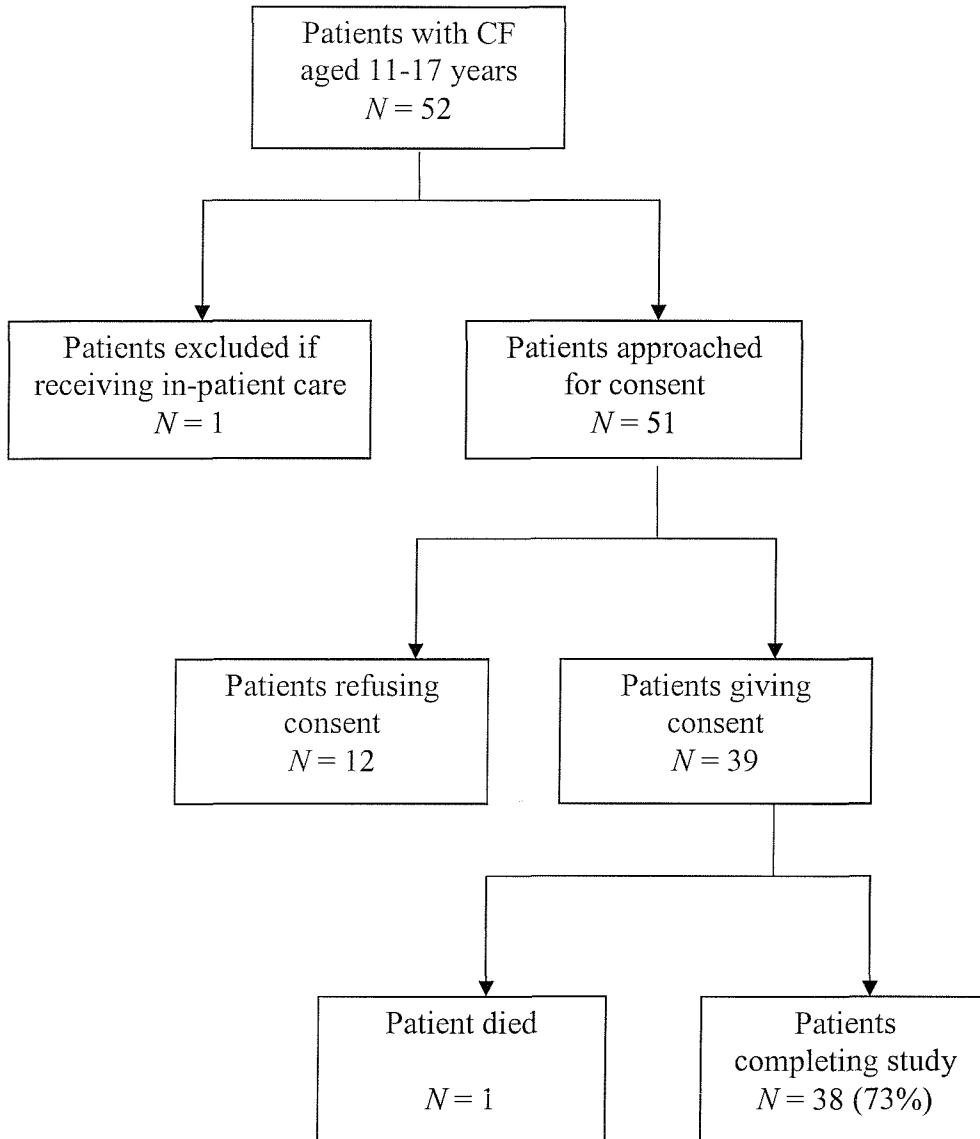 Patients with CF
aged 11-17 years
N = 52
Patients excluded if
receiving in-patient care
N = 1
Patients approached
for consent
N = 51
Patients refusing
consent
N = 12
Patients giving
consent
N = 39
Patient died
N = 1
Patients
completing study
N = 38 (73%)